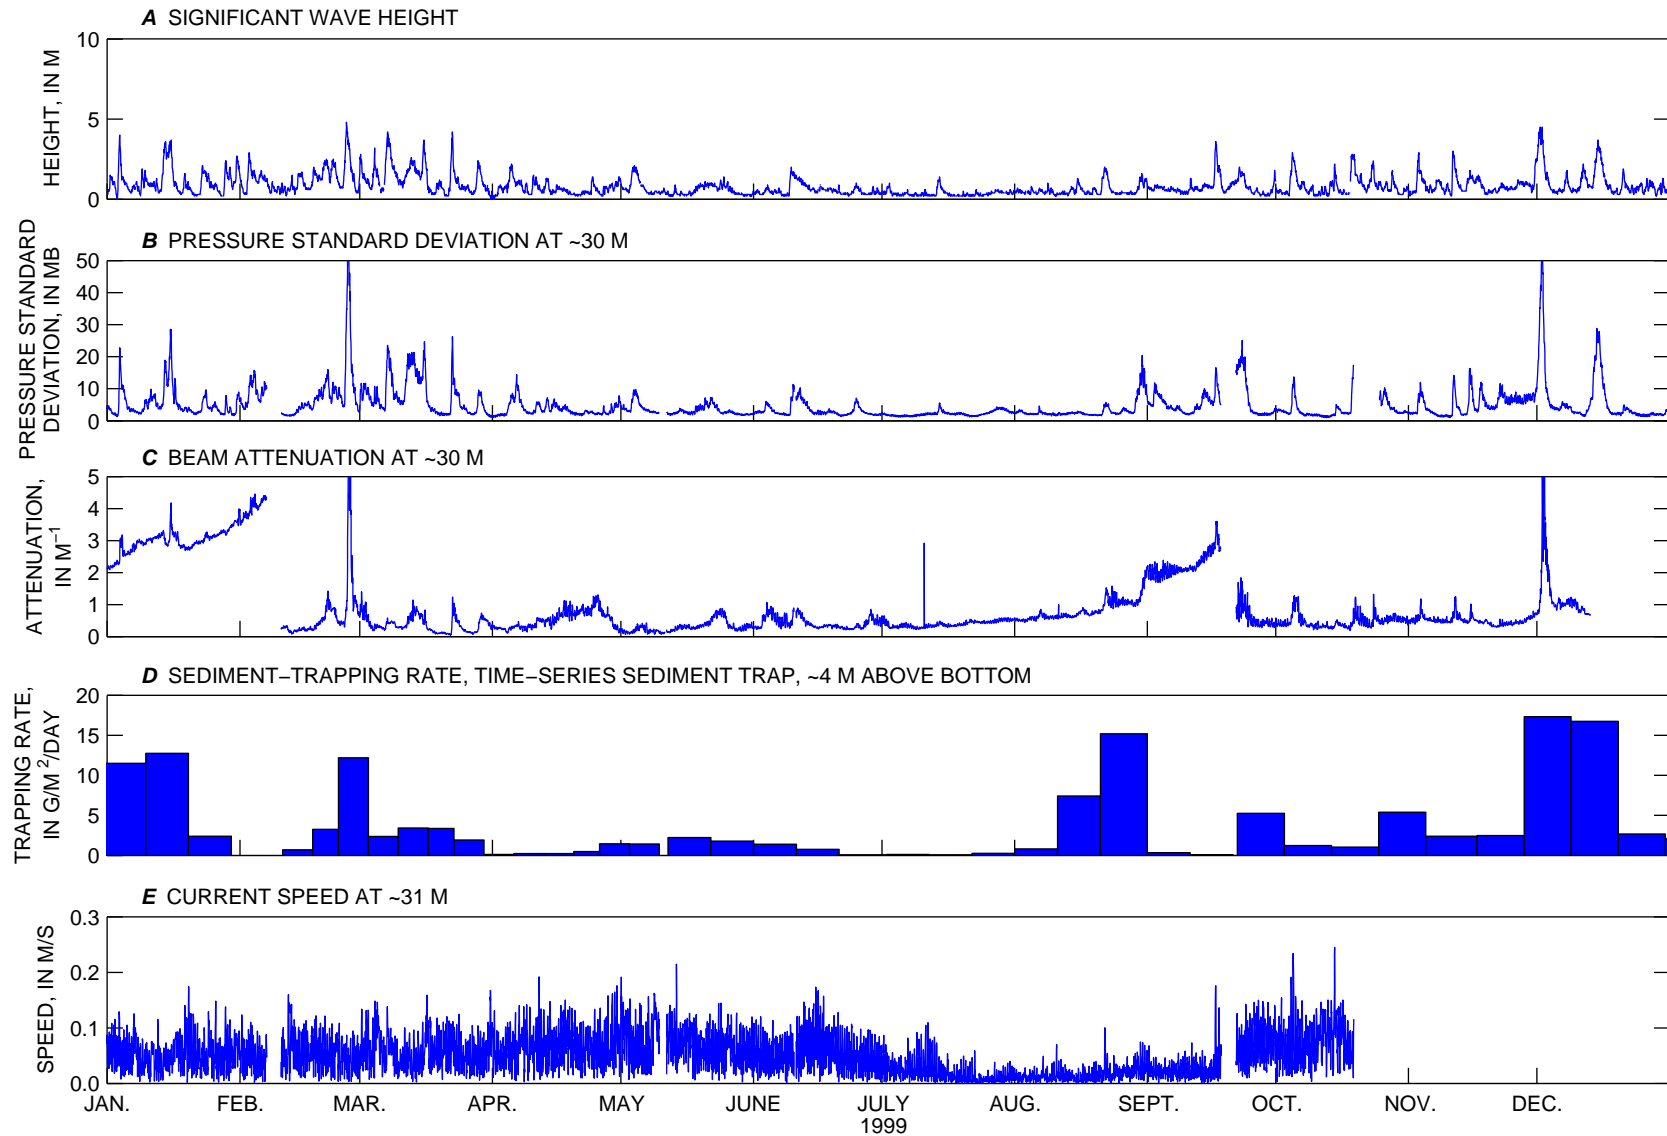 A SIGNIFICANT WAVE HEIGHT
HEIGHT, IN M
10
5
0
B PRESSURE STANDARD DEVIATION AT ~30 M
PRESSURE STANDARD
DEVIATION, IN MB
50
40
30
20
10
0
C BEAM ATTENUATION AT ~30 M
ATTENUATION,
IN M−1
5
4
3
2
1
0
D SEDIMENT−TRAPPING RATE, TIME−SERIES SEDIMENT TRAP, ~4 M ABOVE BOTTOM
TRAPPING RATE,
IN G/M 2/DAY
20
15
10
5
0
E CURRENT SPEED AT ~31 M
SPEED, IN M/S
0.3
0.2
0.1
0.0
JAN. FEB. MAR. APR. MAY JUNE JULY AUG. SEPT. OCT. NOV. DEC.
1999